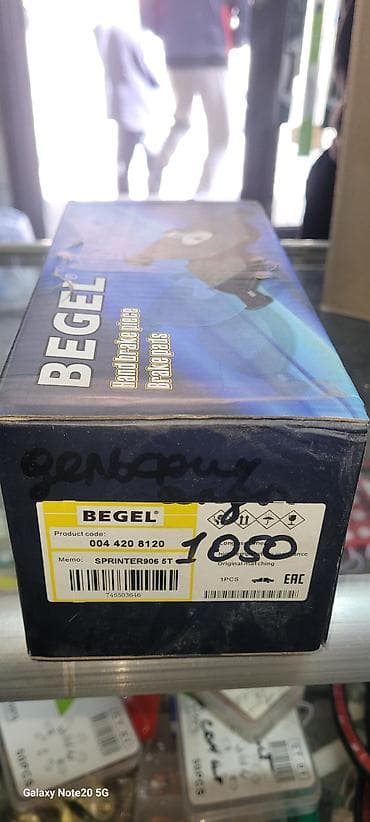 BEGEL®
Hand brake piece
Brake pads
BEGEL®
Product code:
004 420 8120
1050
Memo: SPRINTER906 5T
Original matching
1PCS
EAC
745503646
Galaxy Note20 5G